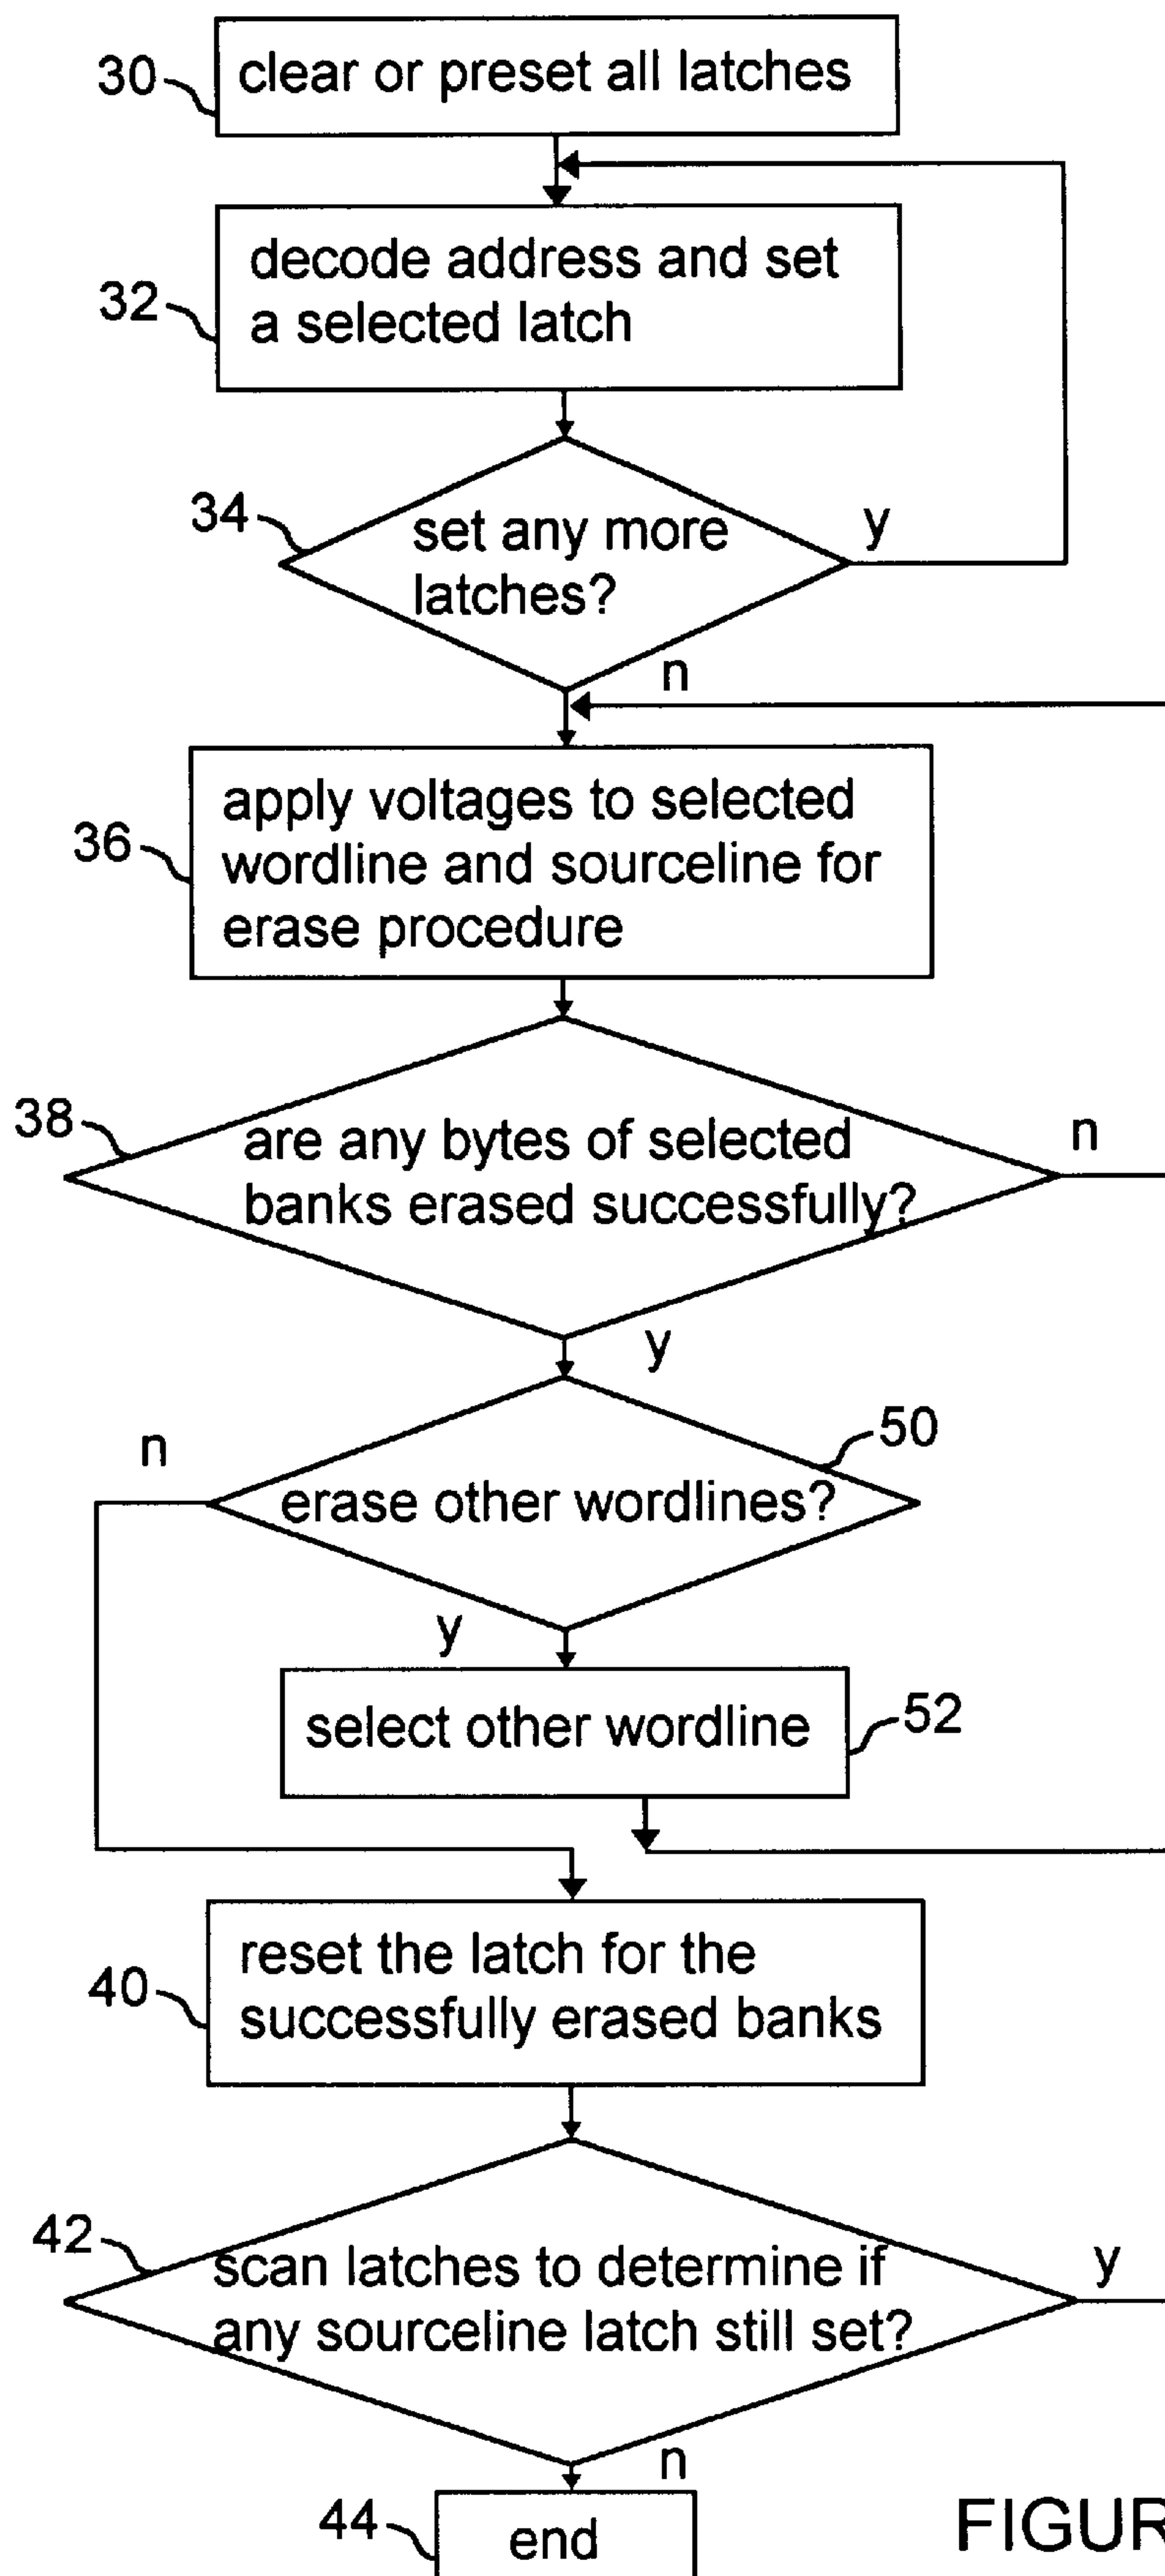 30
clear or preset all latches
32
decode address and set
a selected latch
34
set any more
latches?
y
n
36
apply voltages to selected
wordline and sourceline for
erase procedure
38
are any bytes of selected
banks erased successfully?
n
y
50
n
erase other wordlines?
y
select other wordline
52
40
reset the latch for the
successfully erased banks
42
scan latches to determine if
any sourceline latch still set?
y
n
44
end
FIGUR